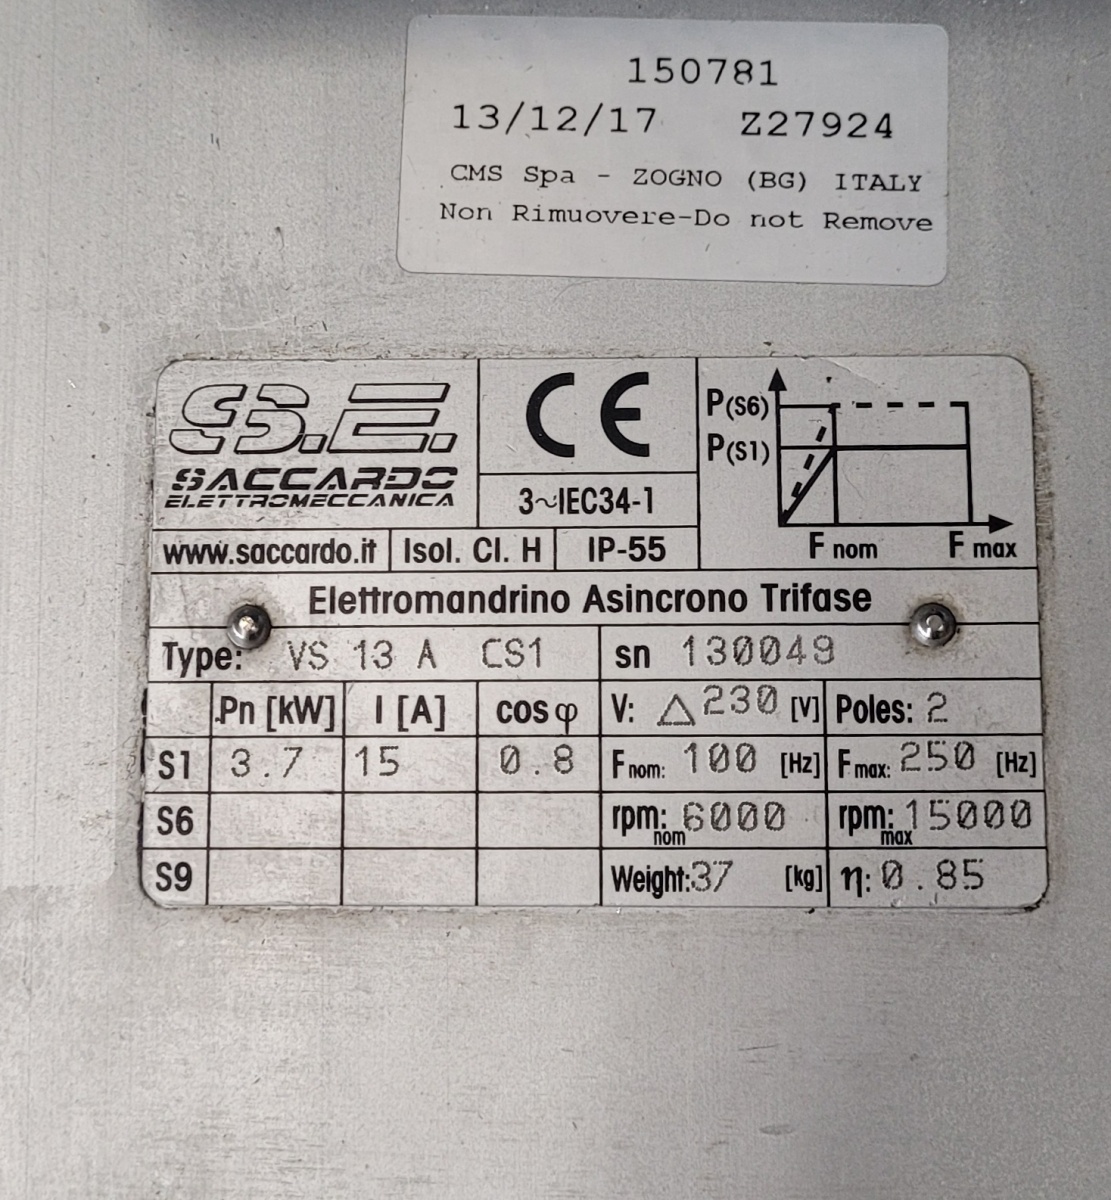 150781
13/12/17 Z27924
CMS Spa - ZOGNO (BG) ITALY
Non Rimuovere-Do not Remove
S.E.
SACCARDO
ELETTROMECCANICA
CE
3~IEC34-1
P(S6)
P(S1)
F nom F max
www.saccardo.it Isol. Cl. H IP-55
Elettromandrino Asincrono Trifase
Type: VS 13 A CS1 sn 130049
Pn [kW] I [A] cos φ V: △ 230 [V] Poles: 2
S1 3.7 15 0.8 Fnom: 100 [Hz] Fmax: 250 [Hz]
S6 rpm: nom 6000 rpm: max 15000
S9 Weight: 37 [kg] η: 0.85